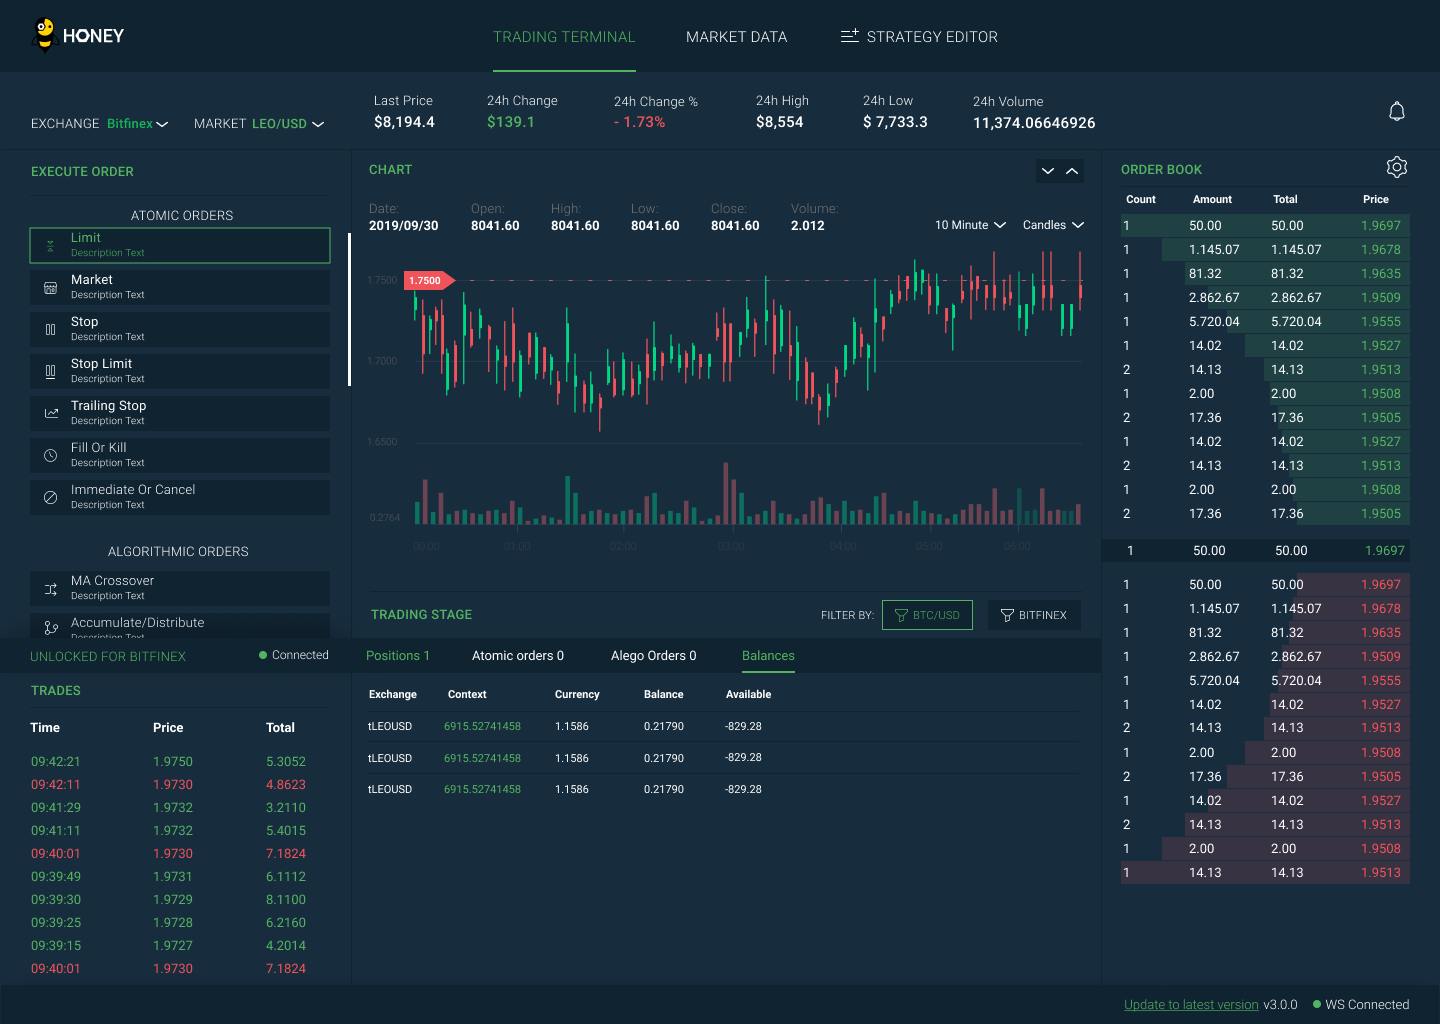 HONEY
TRADING TERMINAL
MARKET DATA
STRATEGY EDITOR
EXCHANGE Bitfinex
MARKET LEO/USD
Last Price
$8,194.4
24h Change
$139.1
24h Change %
- 1.73%
24h High
$8,554
24h Low
$ 7,733.3
24h Volume
11,374.06646926
EXECUTE ORDER
ATOMIC ORDERS
Limit
Description Text
Market
Description Text
Stop
Description Text
Stop Limit
Description Text
Trailing Stop
Description Text
Fill Or Kill
Description Text
Immediate Or Cancel
Description Text
ALGORITHMIC ORDERS
MA Crossover
Description Text
Accumulate/Distribute
Description Text
UNLOCKED FOR BITFINEX
Connected
TRADES
Time Price Total
09:42:21 1.9750 5.3052
09:42:11 1.9730 4.8623
09:41:29 1.9732 3.2110
09:41:11 1.9732 5.4015
09:40:01 1.9730 7.1824
09:39:49 1.9731 6.1112
09:39:30 1.9729 8.1100
09:39:25 1.9728 6.2160
09:39:15 1.9727 4.2014
09:40:01 1.9730 7.1824
CHART
Date: Open: High: Low: Close: Volume:
2019/09/30 8041.60 8041.60 8041.60 8041.60 2.012
10 Minute
Candles
1.7500
1.7500
1.7000
1.6500
0.2764
00:00 01:00 02:00 03:00 04:00 05:00 06:00
TRADING STAGE
FILTER BY:
BTC/USD
BITFINEX
Positions 1
Atomic orders 0
Alego Orders 0
Balances
Exchange Context Currency Balance Available
tLEOUSD 6915.52741458 1.1586 0.21790 -829.28
tLEOUSD 6915.52741458 1.1586 0.21790 -829.28
tLEOUSD 6915.52741458 1.1586 0.21790 -829.28
ORDER BOOK
Count Amount Total Price
1 50.00 50.00 1.9697
1 1.145.07 1.145.07 1.9678
1 81.32 81.32 1.9635
1 2.862.67 2.862.67 1.9509
1 5.720.04 5.720.04 1.9555
1 14.02 14.02 1.9527
2 14.13 14.13 1.9513
1 2.00 2.00 1.9508
2 17.36 17.36 1.9505
1 14.02 14.02 1.9527
2 14.13 14.13 1.9513
1 2.00 2.00 1.9508
2 17.36 17.36 1.9505
1 50.00 50.00 1.9697
1 50.00 50.00 1.9697
1 1.145.07 1.145.07 1.9678
1 81.32 81.32 1.9635
1 2.862.67 2.862.67 1.9509
1 5.720.04 5.720.04 1.9555
1 14.02 14.02 1.9527
2 14.13 14.13 1.9513
1 2.00 2.00 1.9508
2 17.36 17.36 1.9505
1 14.02 14.02 1.9527
2 14.13 14.13 1.9513
1 2.00 2.00 1.9508
1 14.13 14.13 1.9513
Update to latest version v3.0.0
WS Connected